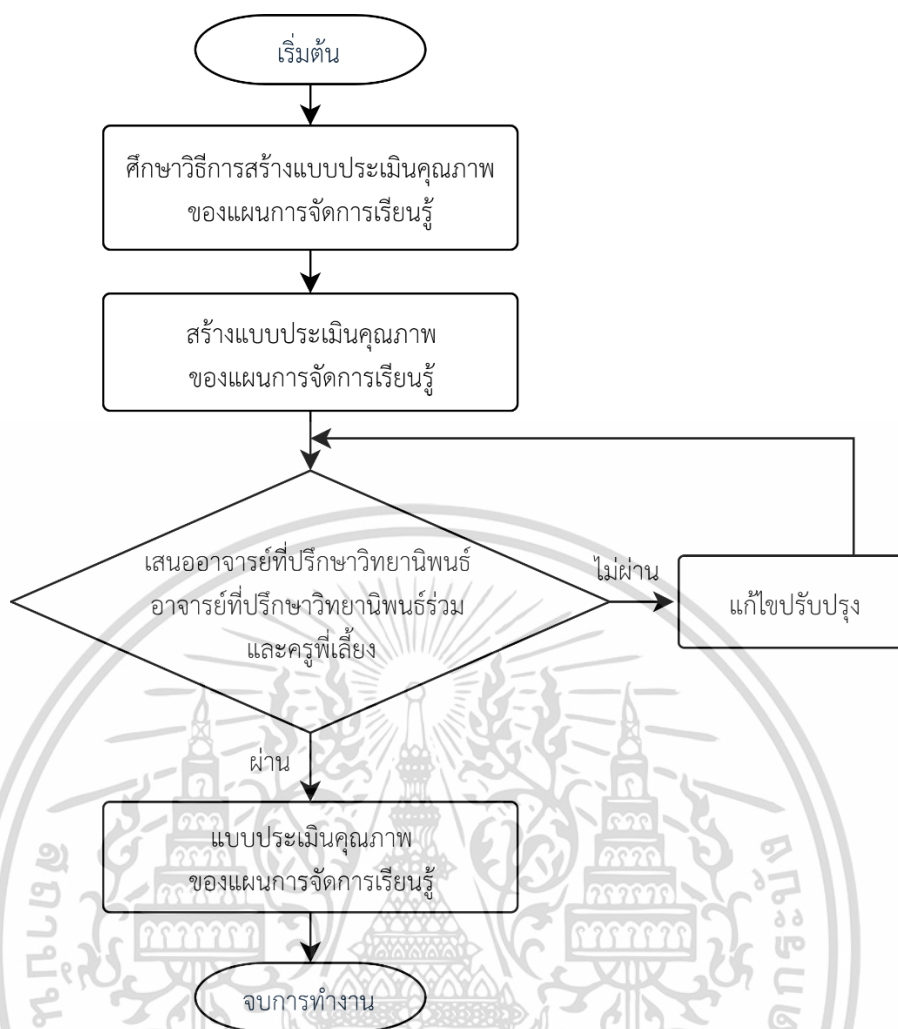 เริ่มต้น
ศึกษาวิธีการสร้างแบบประเมินคุณภาพ
ของแผนการจัดการเรียนรู้
สร้างแบบประเมินคุณภาพ
ของแผนการจัดการเรียนรู้
เสนออาจารย์ที่ปรึกษาวิทยานิพนธ์
อาจารย์ที่ปรึกษาวิทยานิพนธ์ร่วม
และครูพี่เลี้ยง
ไม่ผ่าน
แก้ไขปรับปรุง
ผ่าน
แบบประเมินคุณภาพ
ของแผนการจัดการเรียนรู้
จบการทำงาน